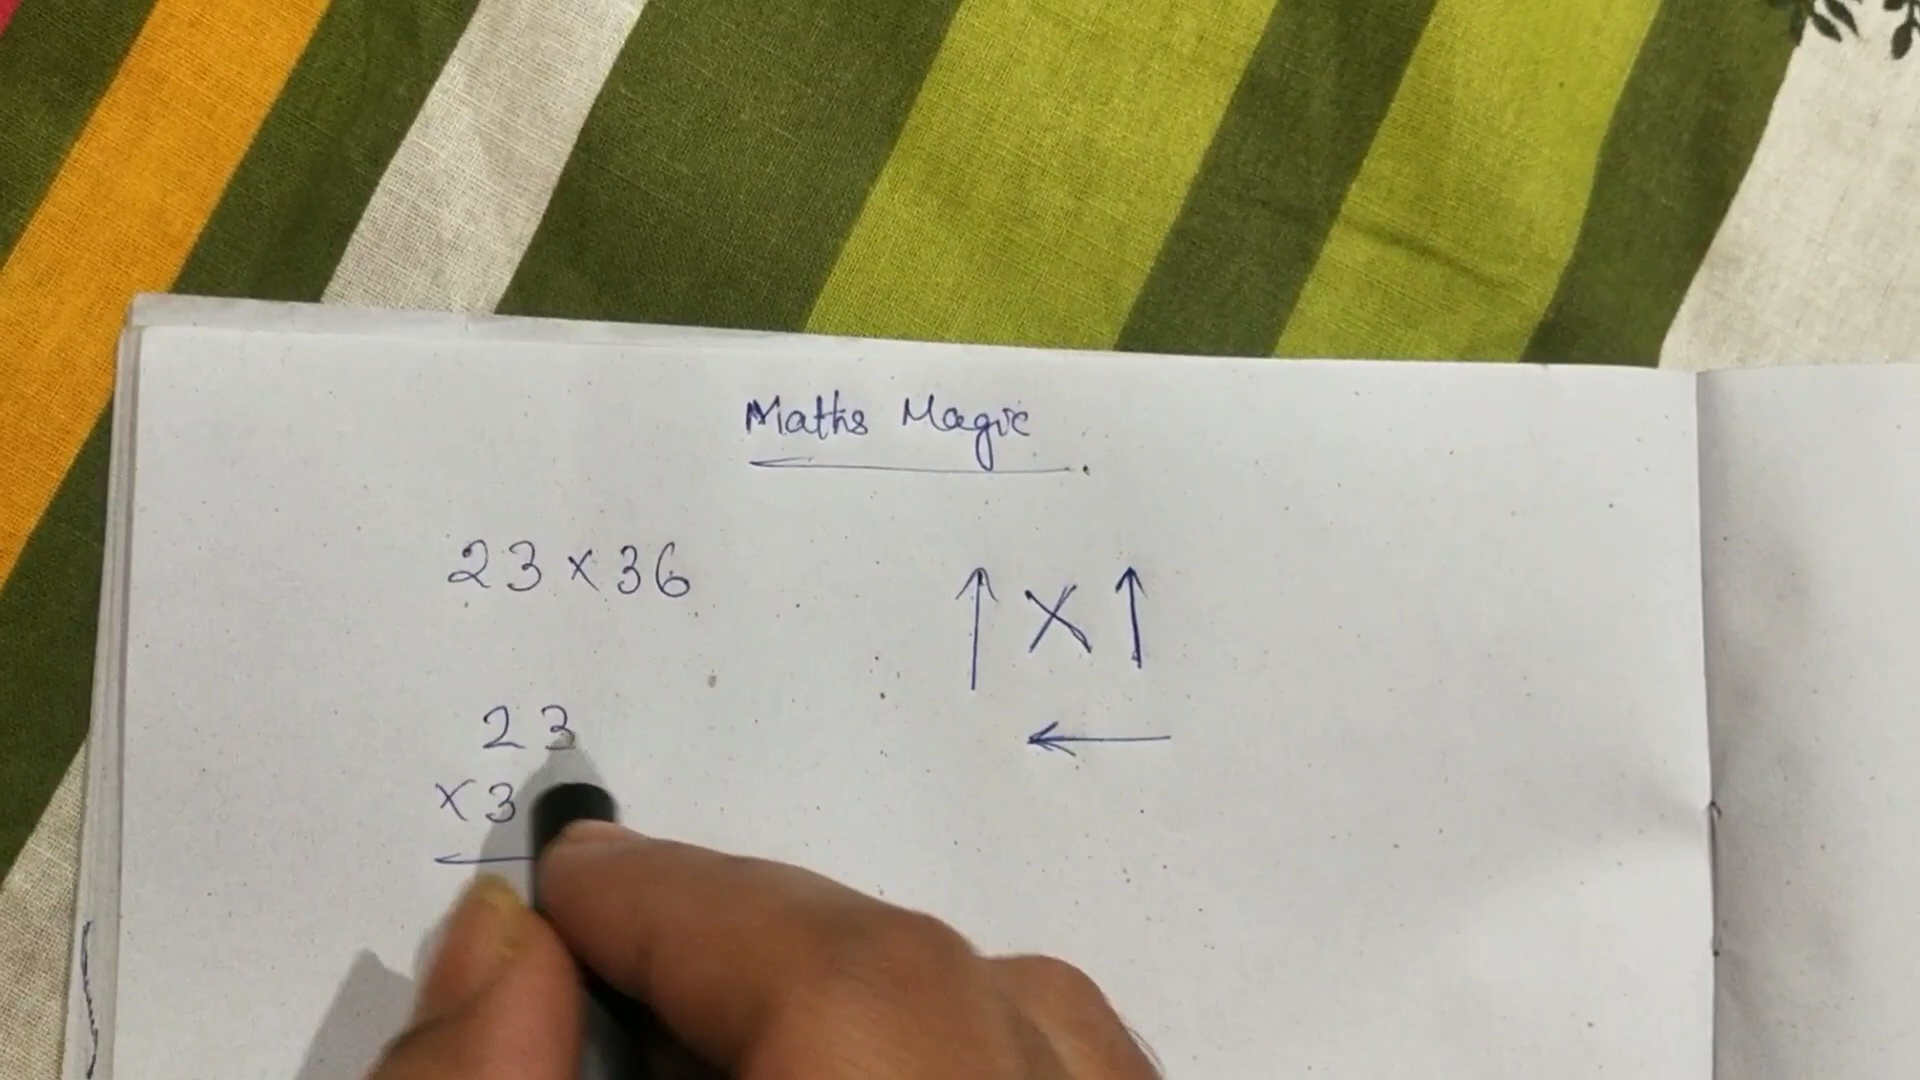 Maths Magic
23 × 36
↑ × ↑
←
23
× 3